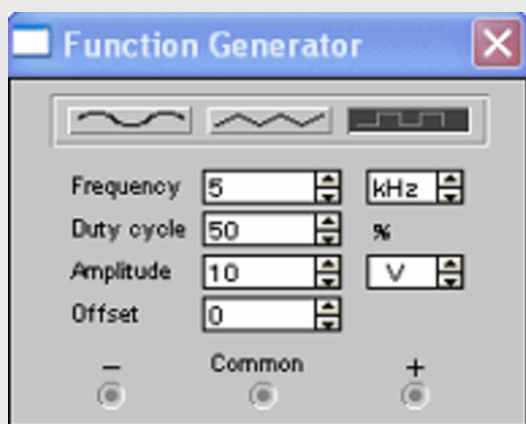 Function Generator
Frequency 5 kHz
Duty cycle 50 %
Amplitude 10 V
Offset 0
− Common +